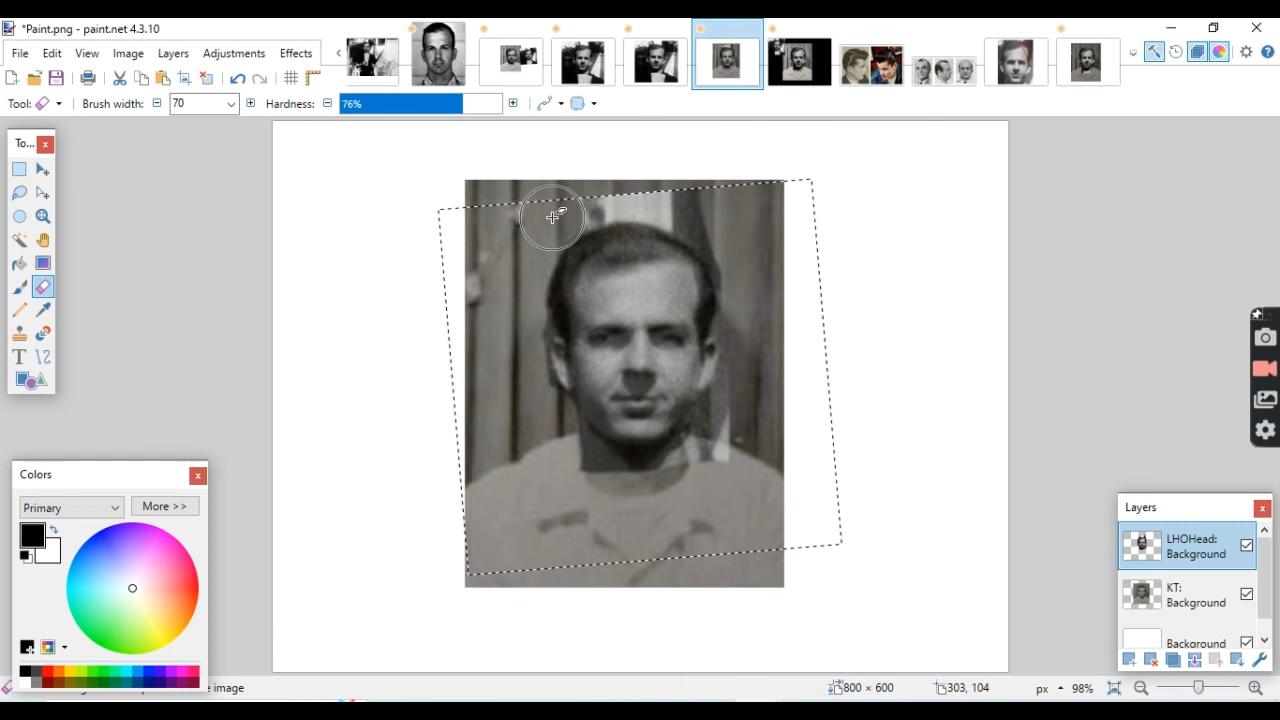 *Paint.png - paint.net 4.3.10
File Edit View Image Layers Adjustments Effects
Tool: Brush width: 70 Hardness: 76%
To...
Colors
Primary More >>
Layers
LHOHead:
Background
KT:
Background
Background
e image 800 × 600 303, 104 px 98%